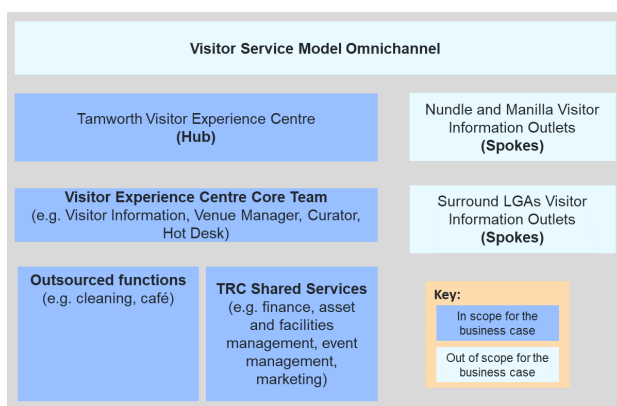 Visitor Service Model Omnichannel
Tamworth Visitor Experience Centre
(Hub)
Nundle and Manilla Visitor
Information Outlets
(Spokes)
Visitor Experience Centre Core Team
(e.g. Visitor Information, Venue Manager, Curator,
Hot Desk)
Surround LGAs Visitor
Information Outlets
(Spokes)
Outsourced functions
(e.g. cleaning, café)
TRC Shared Services
(e.g. finance, asset
and facilities
management, event
management,
marketing)
Key:
In scope for the
business case
Out of scope for the
business case